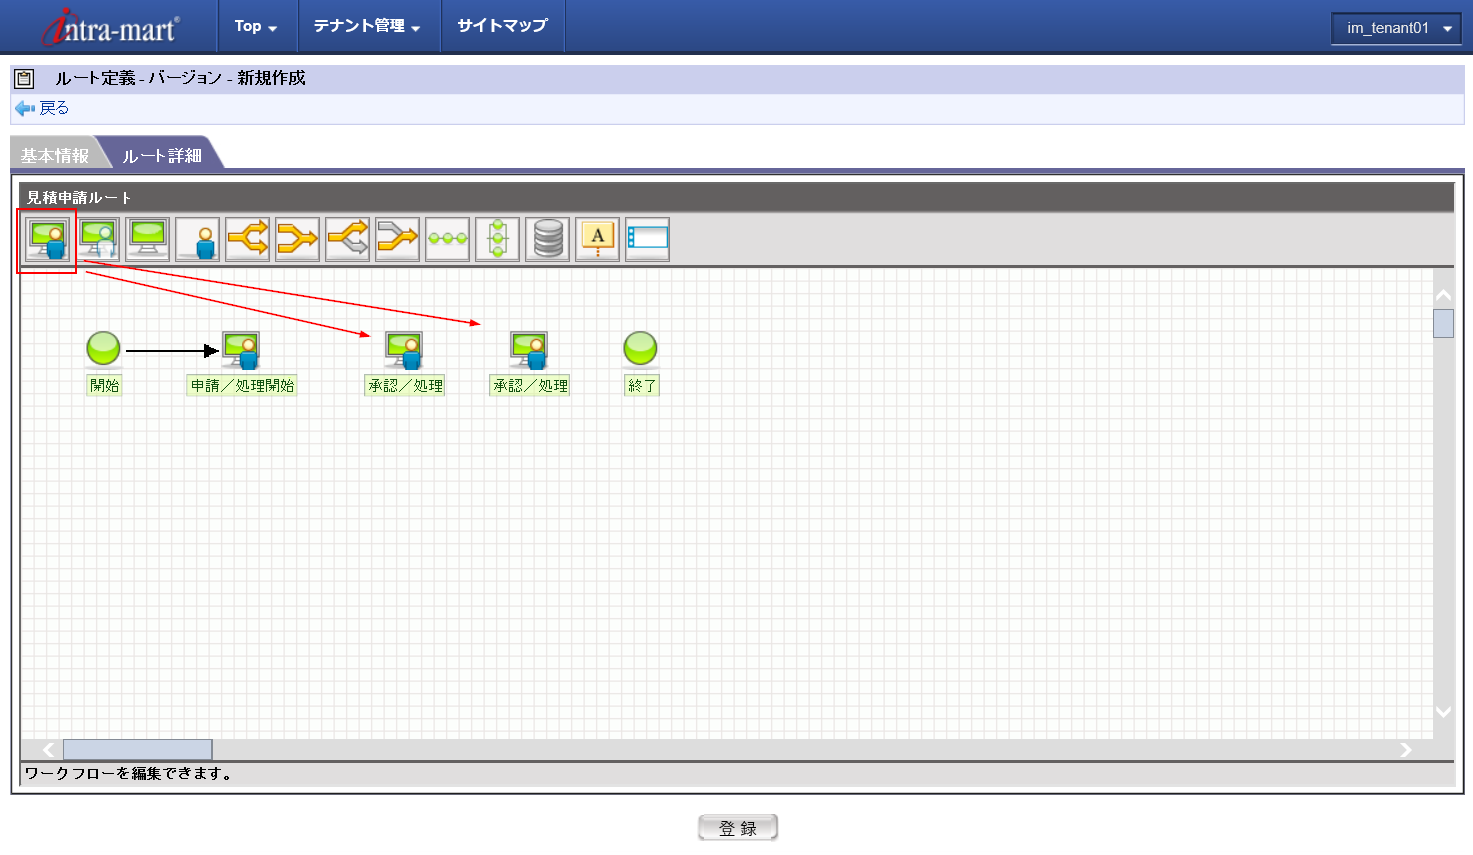 intra-mart®
Top テナント管理 サイトマップ im_tenant01
ルート定義 - バージョン - 新規作成
戻る
基本情報 ルート詳細
見積申請ルート
A
開始 申請／処理開始 承認／処理 承認／処理 終了
ワークフローを編集できます。
登録